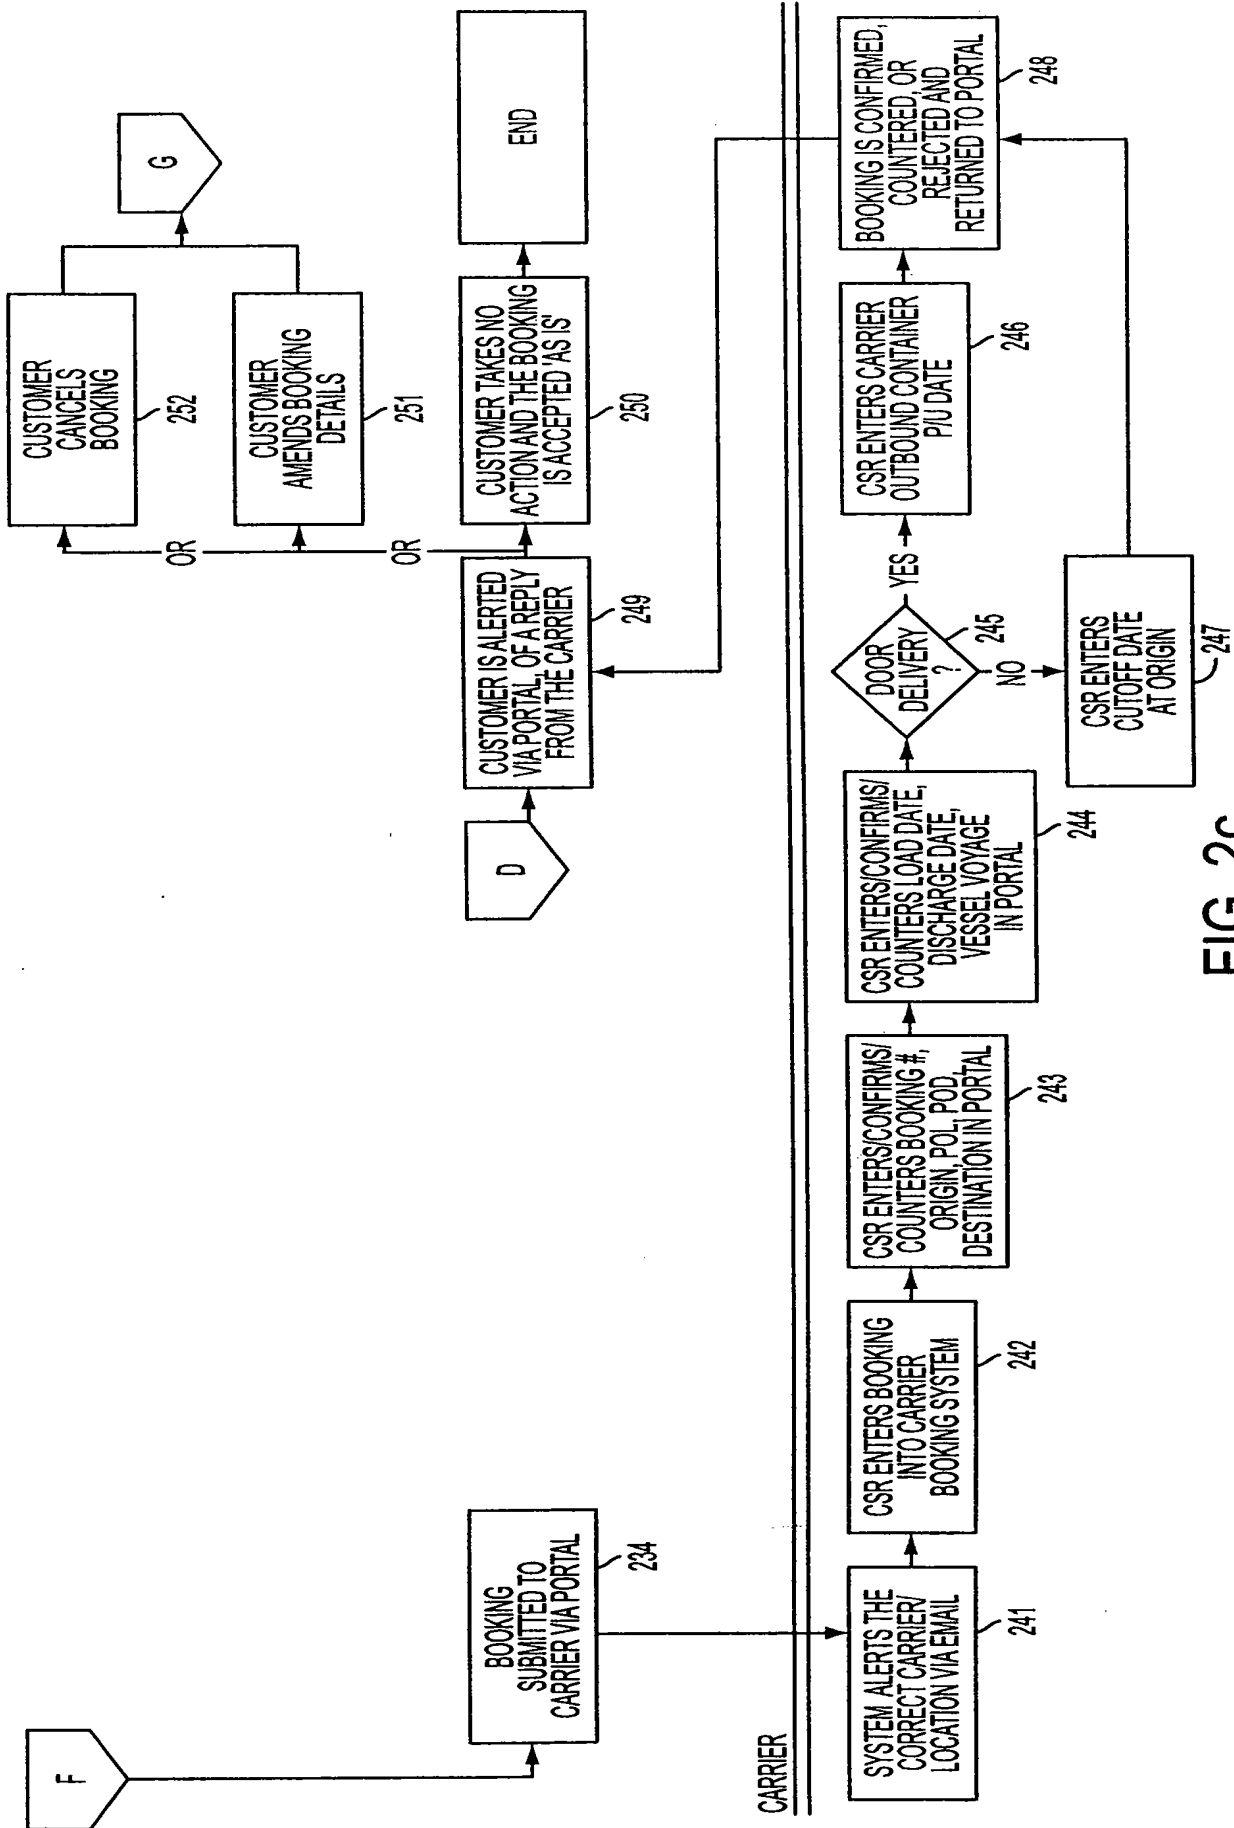 F
BOOKING
SUBMITTED TO
CARRIER VIA PORTAL
234
CARRIER
SYSTEM ALERTS THE
CORRECT CARRIER/
LOCATION VIA EMAIL
241
CSR ENTERS BOOKING
INTO CARRIER
BOOKING SYSTEM
242
CSR ENTERS/CONFIRMS/
COUNTERS BOOKING #,
ORIGIN, POL, POD,
DESTINATION IN PORTAL
243
CSR ENTERS/CONFIRMS/
COUNTERS LOAD DATE,
DISCHARGE DATE,
VESSEL VOYAGE
IN PORTAL
244
DOOR
DELIVERY
?
245
YES
NO
CSR ENTERS CARRIER
OUTBOUND CONTAINER
P/U DATE
246
CSR ENTERS
CUTOFF DATE
AT ORIGIN
247
BOOKING IS CONFIRMED,
COUNTERED, OR
REJECTED AND
RETURNED TO PORTAL
248
D
CUSTOMER IS ALERTED
VIA PORTAL, OF A REPLY
FROM THE CARRIER
249
OR
OR
CUSTOMER TAKES NO
ACTION AND THE BOOKING
IS ACCEPTED 'AS IS'
250
END
CUSTOMER
AMENDS BOOKING
DETAILS
251
CUSTOMER
CANCELS
BOOKING
252
G
FIG. 2c